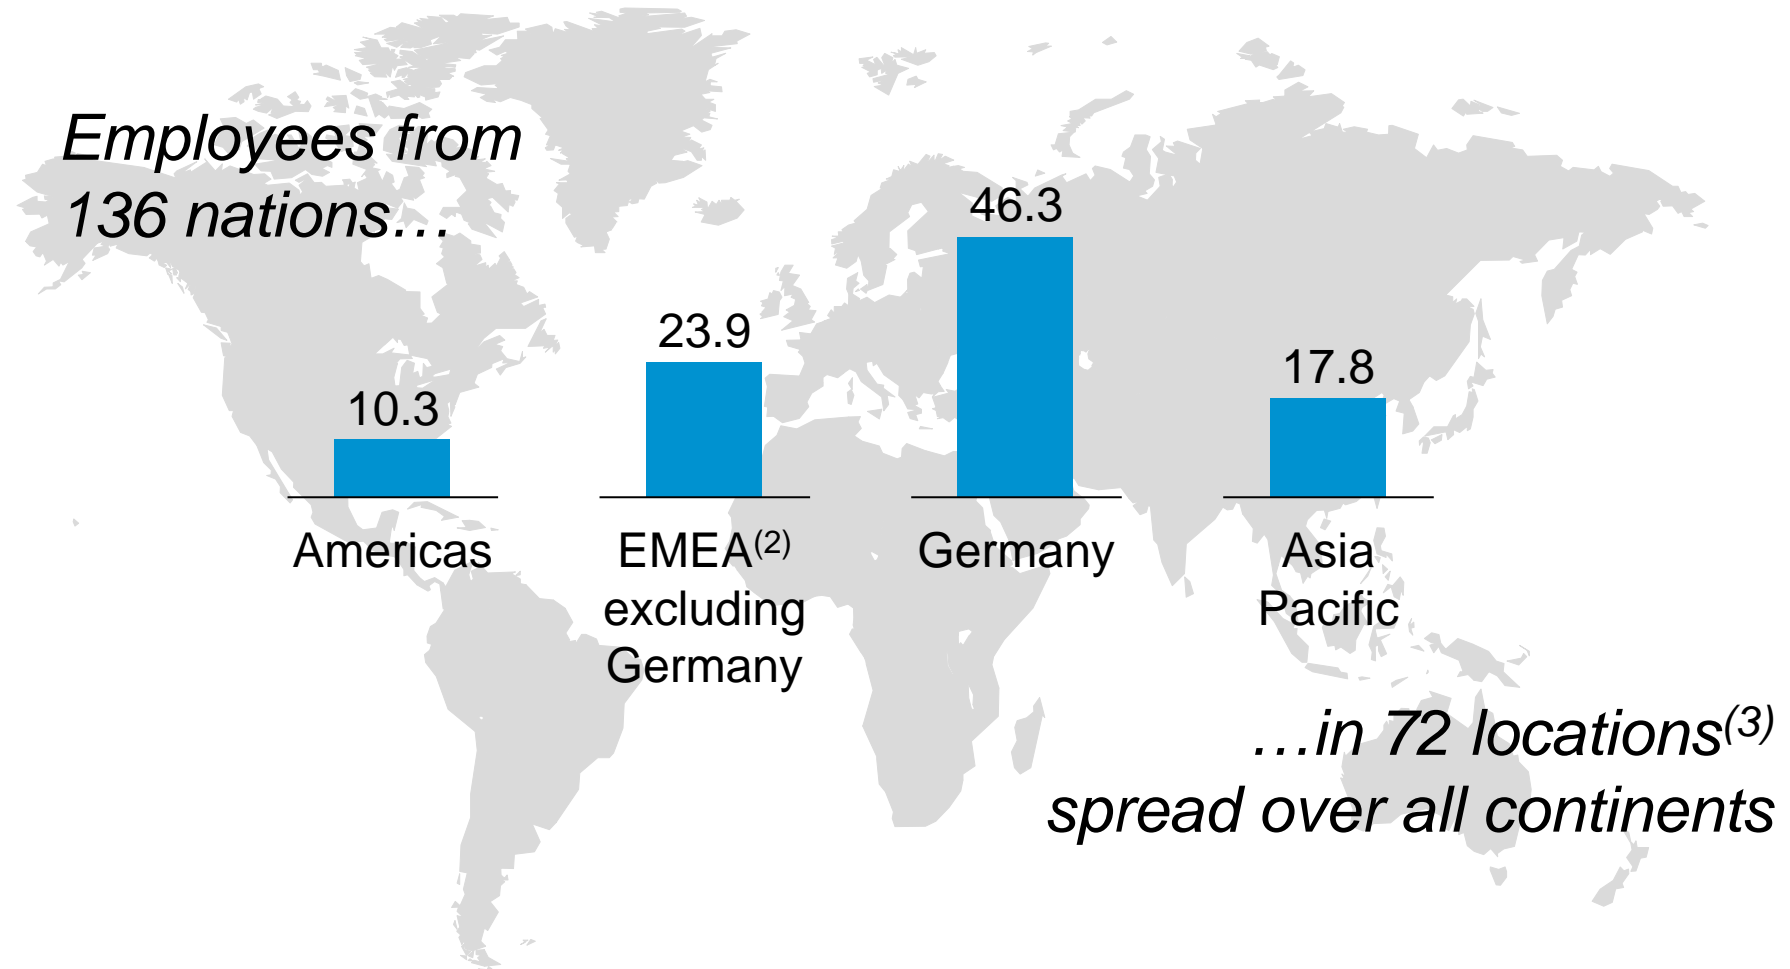 Employees from
136 nations…
46.3
23.9
17.8
10.3
Americas
EMEA(2)
excluding
Germany
Germany
Asia
Pacific
…in 72 locations(3)
spread over all continents